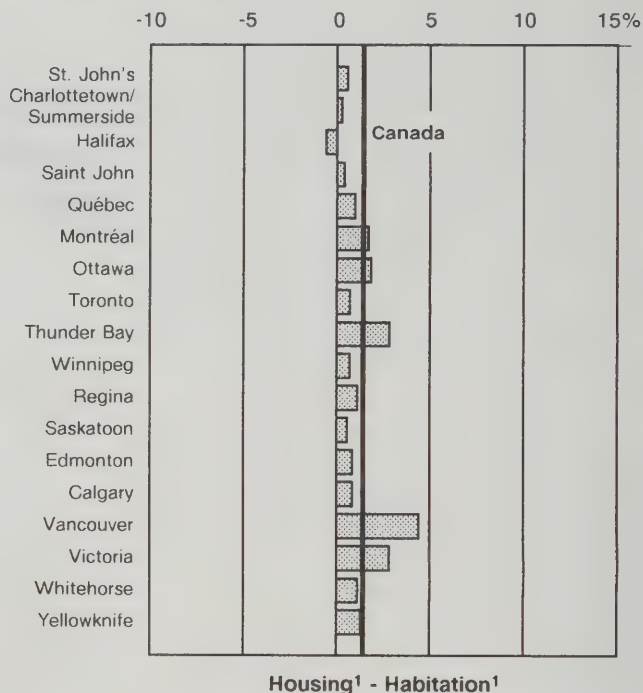 -10 -5 0 5 10 15%
St. John's
Charlottetown/
Summerside
Halifax
Canada
Saint John
Québec
Montréal
Ottawa
Toronto
Thunder Bay
Winnipeg
Regina
Saskatoon
Edmonton
Calgary
Vancouver
Victoria
Whitehorse
Yellowknife
Housing¹ - Habitation¹